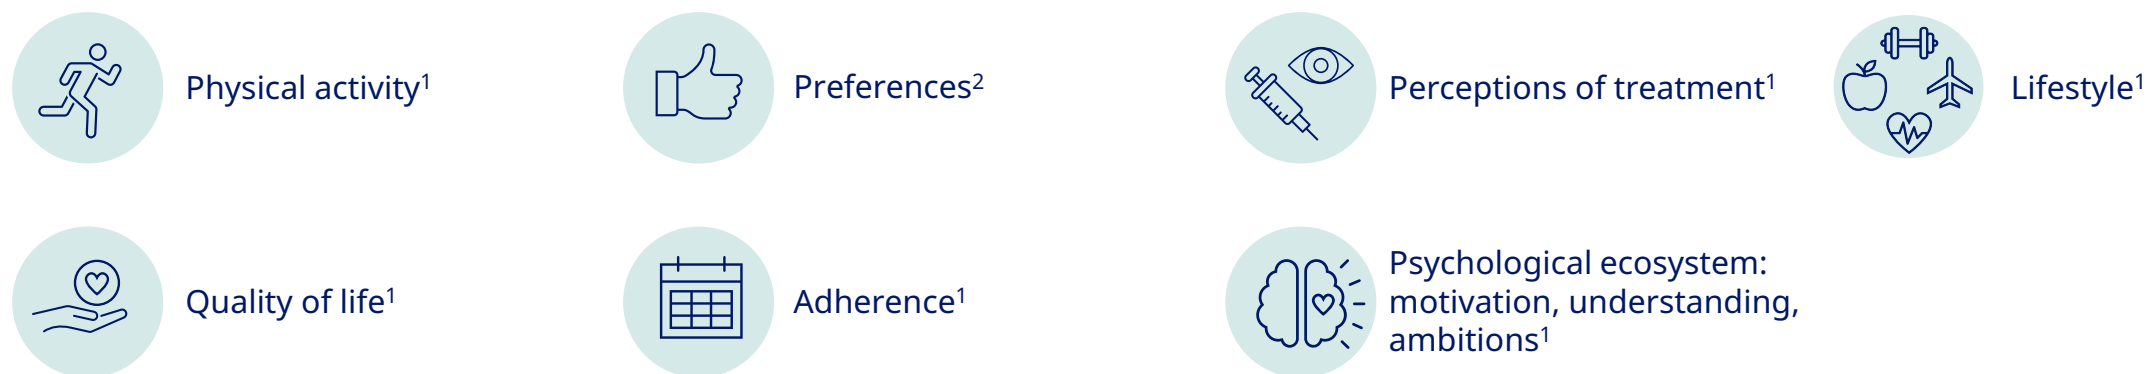 Physical activity¹
Preferences²
Perceptions of treatment¹
Lifestyle¹
Quality of life¹
Adherence¹
Psychological ecosystem:
motivation, understanding,
ambitions¹